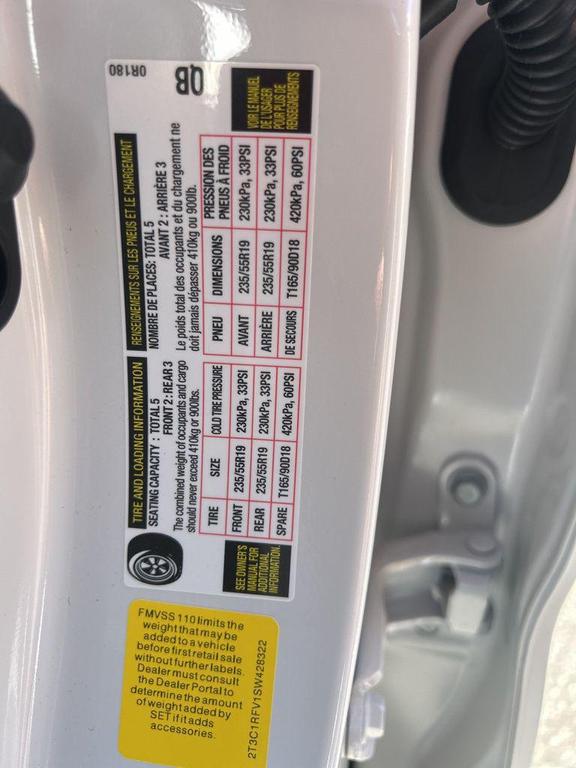 TIRE AND LOADING INFORMATION
SEATING CAPACITY : TOTAL 5
FRONT 2 : REAR 3
The combined weight of occupants and cargo
should never exceed 410kg or 900lbs.
TIRE SIZE COLD TIRE PRESSURE
FRONT 235/55R19 230kPa, 33PSI
REAR 235/55R19 230kPa, 33PSI
SPARE T165/90D18 420kPa, 60PSI
SEE OWNER'S
MANUAL FOR
ADDITIONAL
INFORMATION.
RENSEIGNEMENTS SUR LES PNEUS ET LE CHARGEMENT
NOMBRE DE PLACES: TOTAL 5
AVANT 2 : ARRIÈRE 3
Le poids total des occupants et du chargement ne
doit jamais dépasser 410kg ou 900lb.
PNEU DIMENSIONS PRESSION DES
PNEUS À FROID
AVANT 235/55R19 230kPa, 33PSI
ARRIÈRE 235/55R19 230kPa, 33PSI
DE SECOURS T165/90D18 420kPa, 60PSI
VOIR LE MANUEL
DE L'USAGER
POUR PLUS DE
RENSEIGNEMENTS
QB
0R180
FMVSS 110 limits the
weight that may be
added to a vehicle
before first retail sale
without further labels.
Dealer must consult
the Dealer Portal to
determine the amount
of weight added by
SET if it adds
accessories.
2T3C1RFV1SW428322